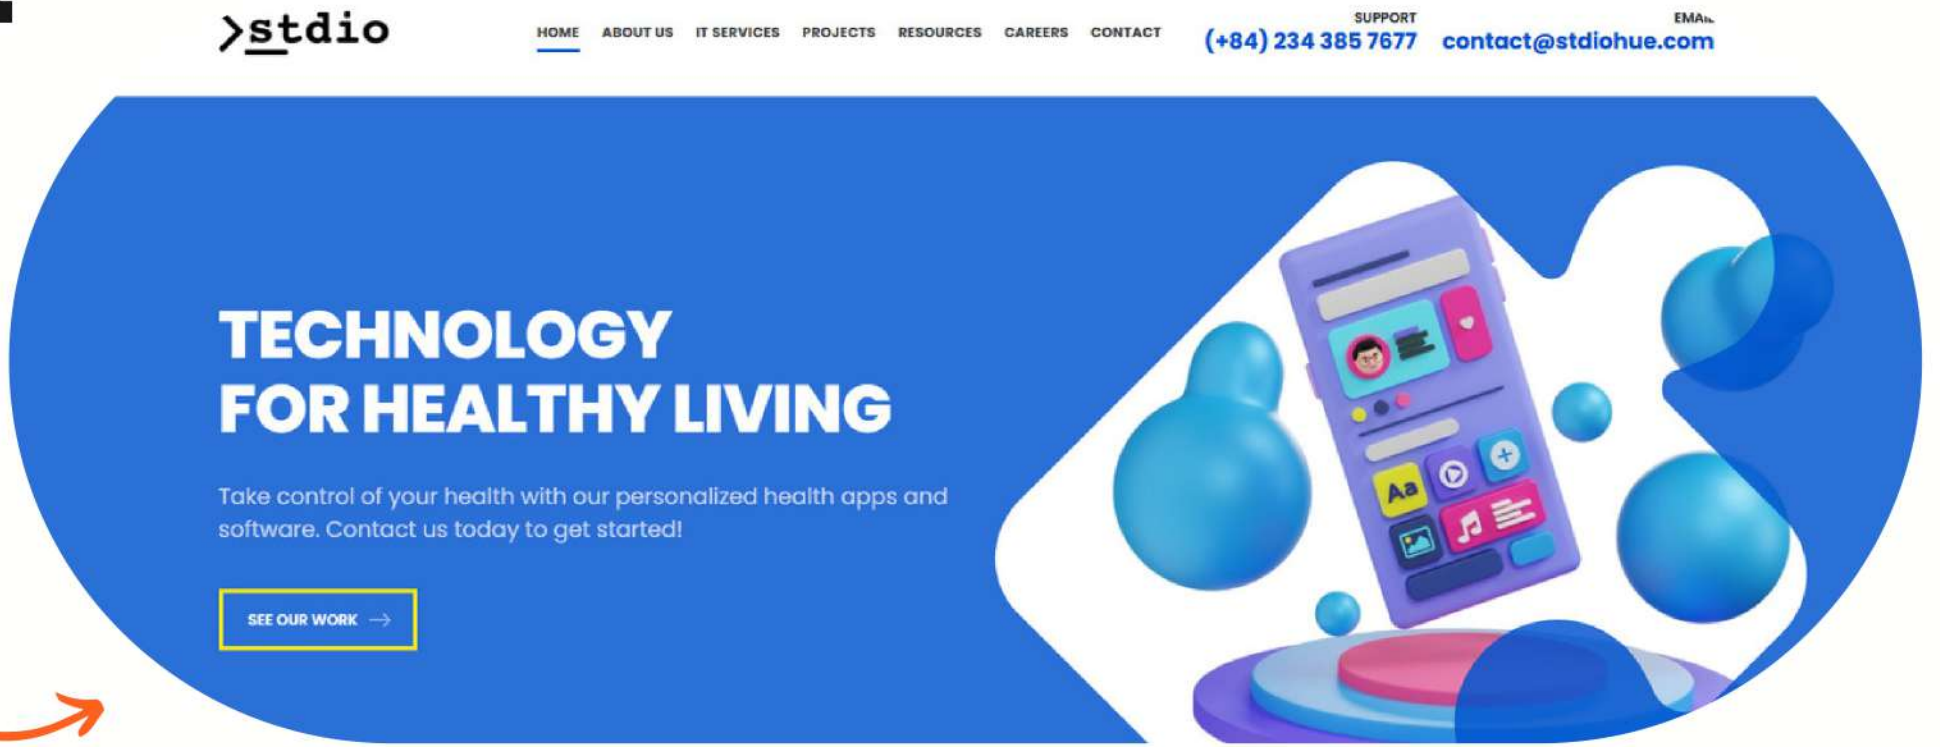 >stdio
HOME ABOUT US IT SERVICES PROJECTS RESOURCES CAREERS CONTACT
SUPPORT
(+84) 234 385 7677
EMAIL
contact@stdiohue.com
TECHNOLOGY
FOR HEALTHY LIVING
Take control of your health with our personalized health apps and
software. Contact us today to get started!
SEE OUR WORK →
Aa